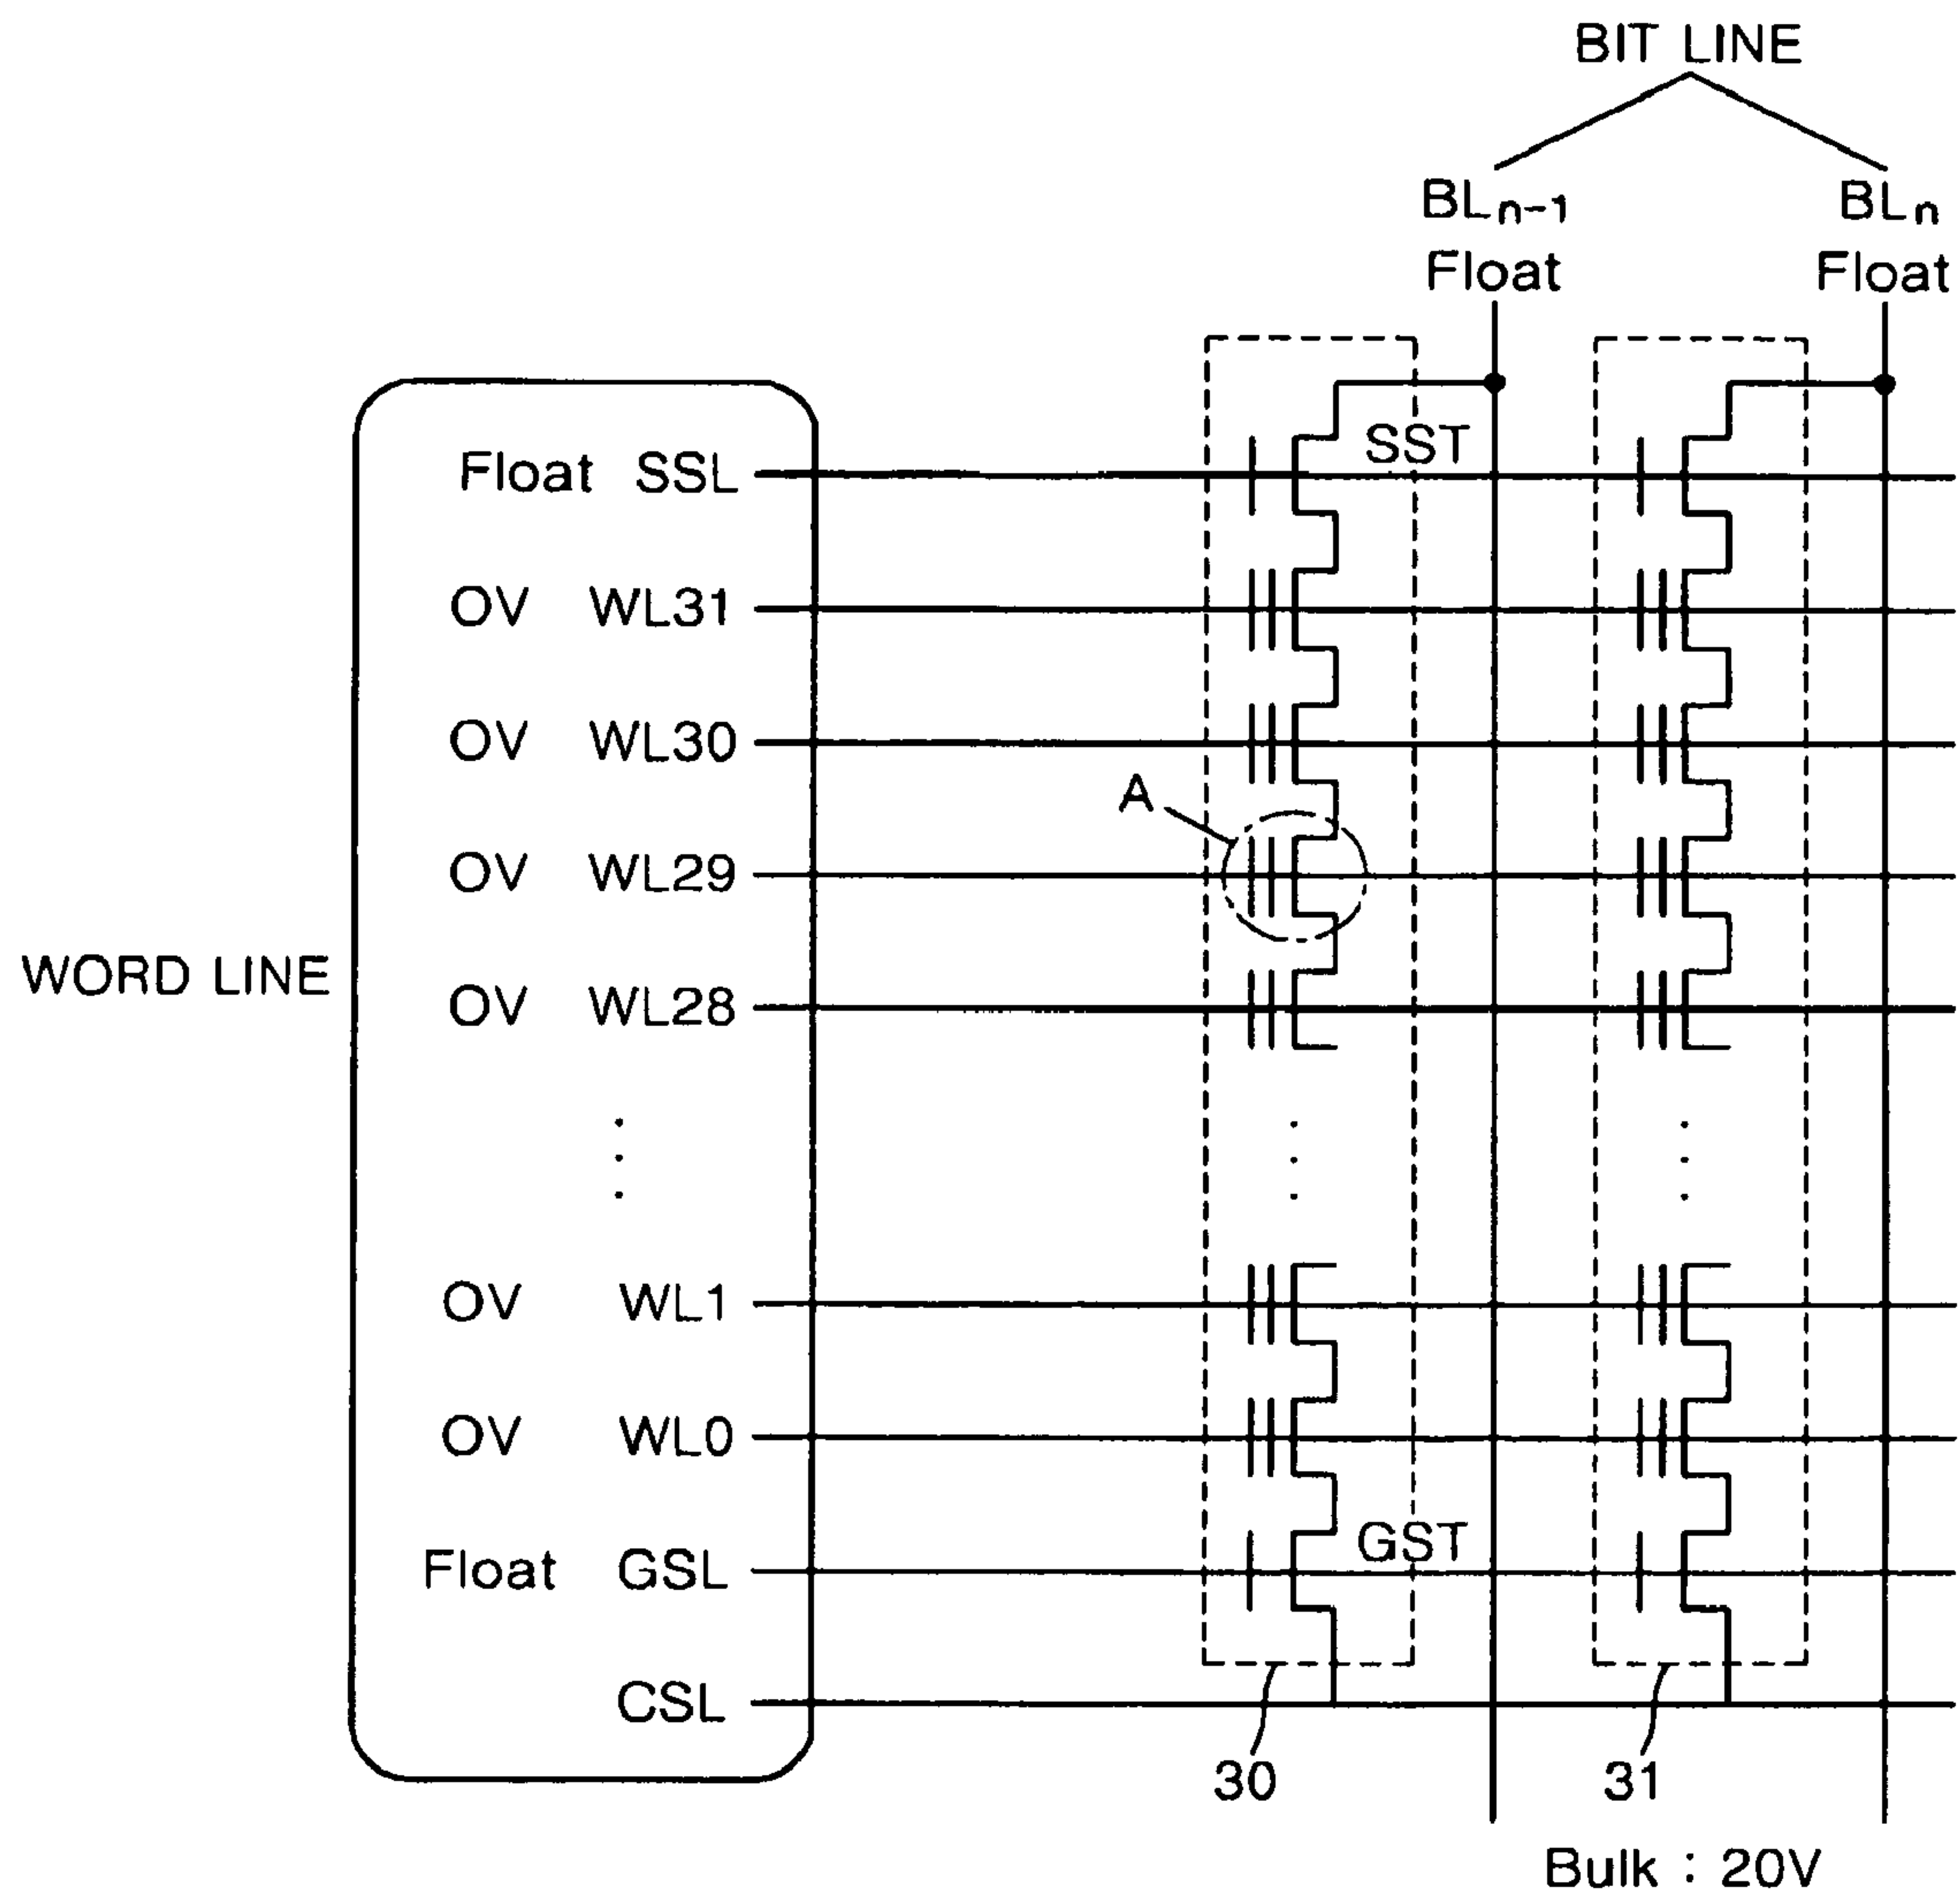 BIT LINE
BLn-1 BLn
Float Float
Float SSL SST
OV WL31
OV WL30
A
OV WL29
WORD LINE
OV WL28
OV WL1
OV WL0
Float GSL GST
CSL
30 31
Bulk : 20V